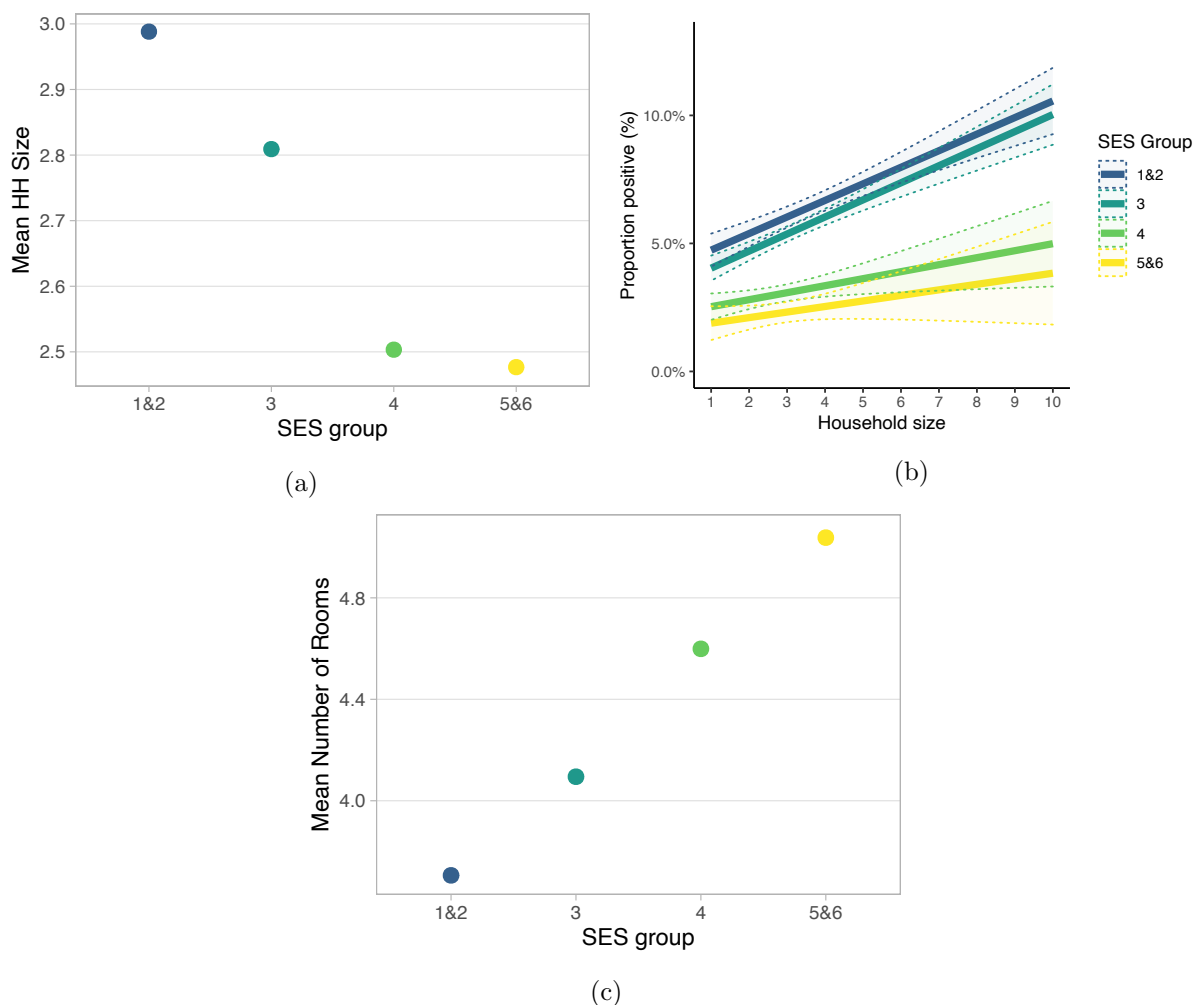 3.0
2.9
2.8
2.7
2.6
2.5
Mean HH Size
1&2 3 4 5&6
SES group
(a)
10.0%
5.0%
0.0%
Proportion positive (%)
1 2 3 4 5 6 7 8 9 10
Household size
SES Group
1&2
3
4
5&6
(b)
4.8
4.4
4.0
Mean Number of Rooms
1&2 3 4 5&6
SES group
(c)